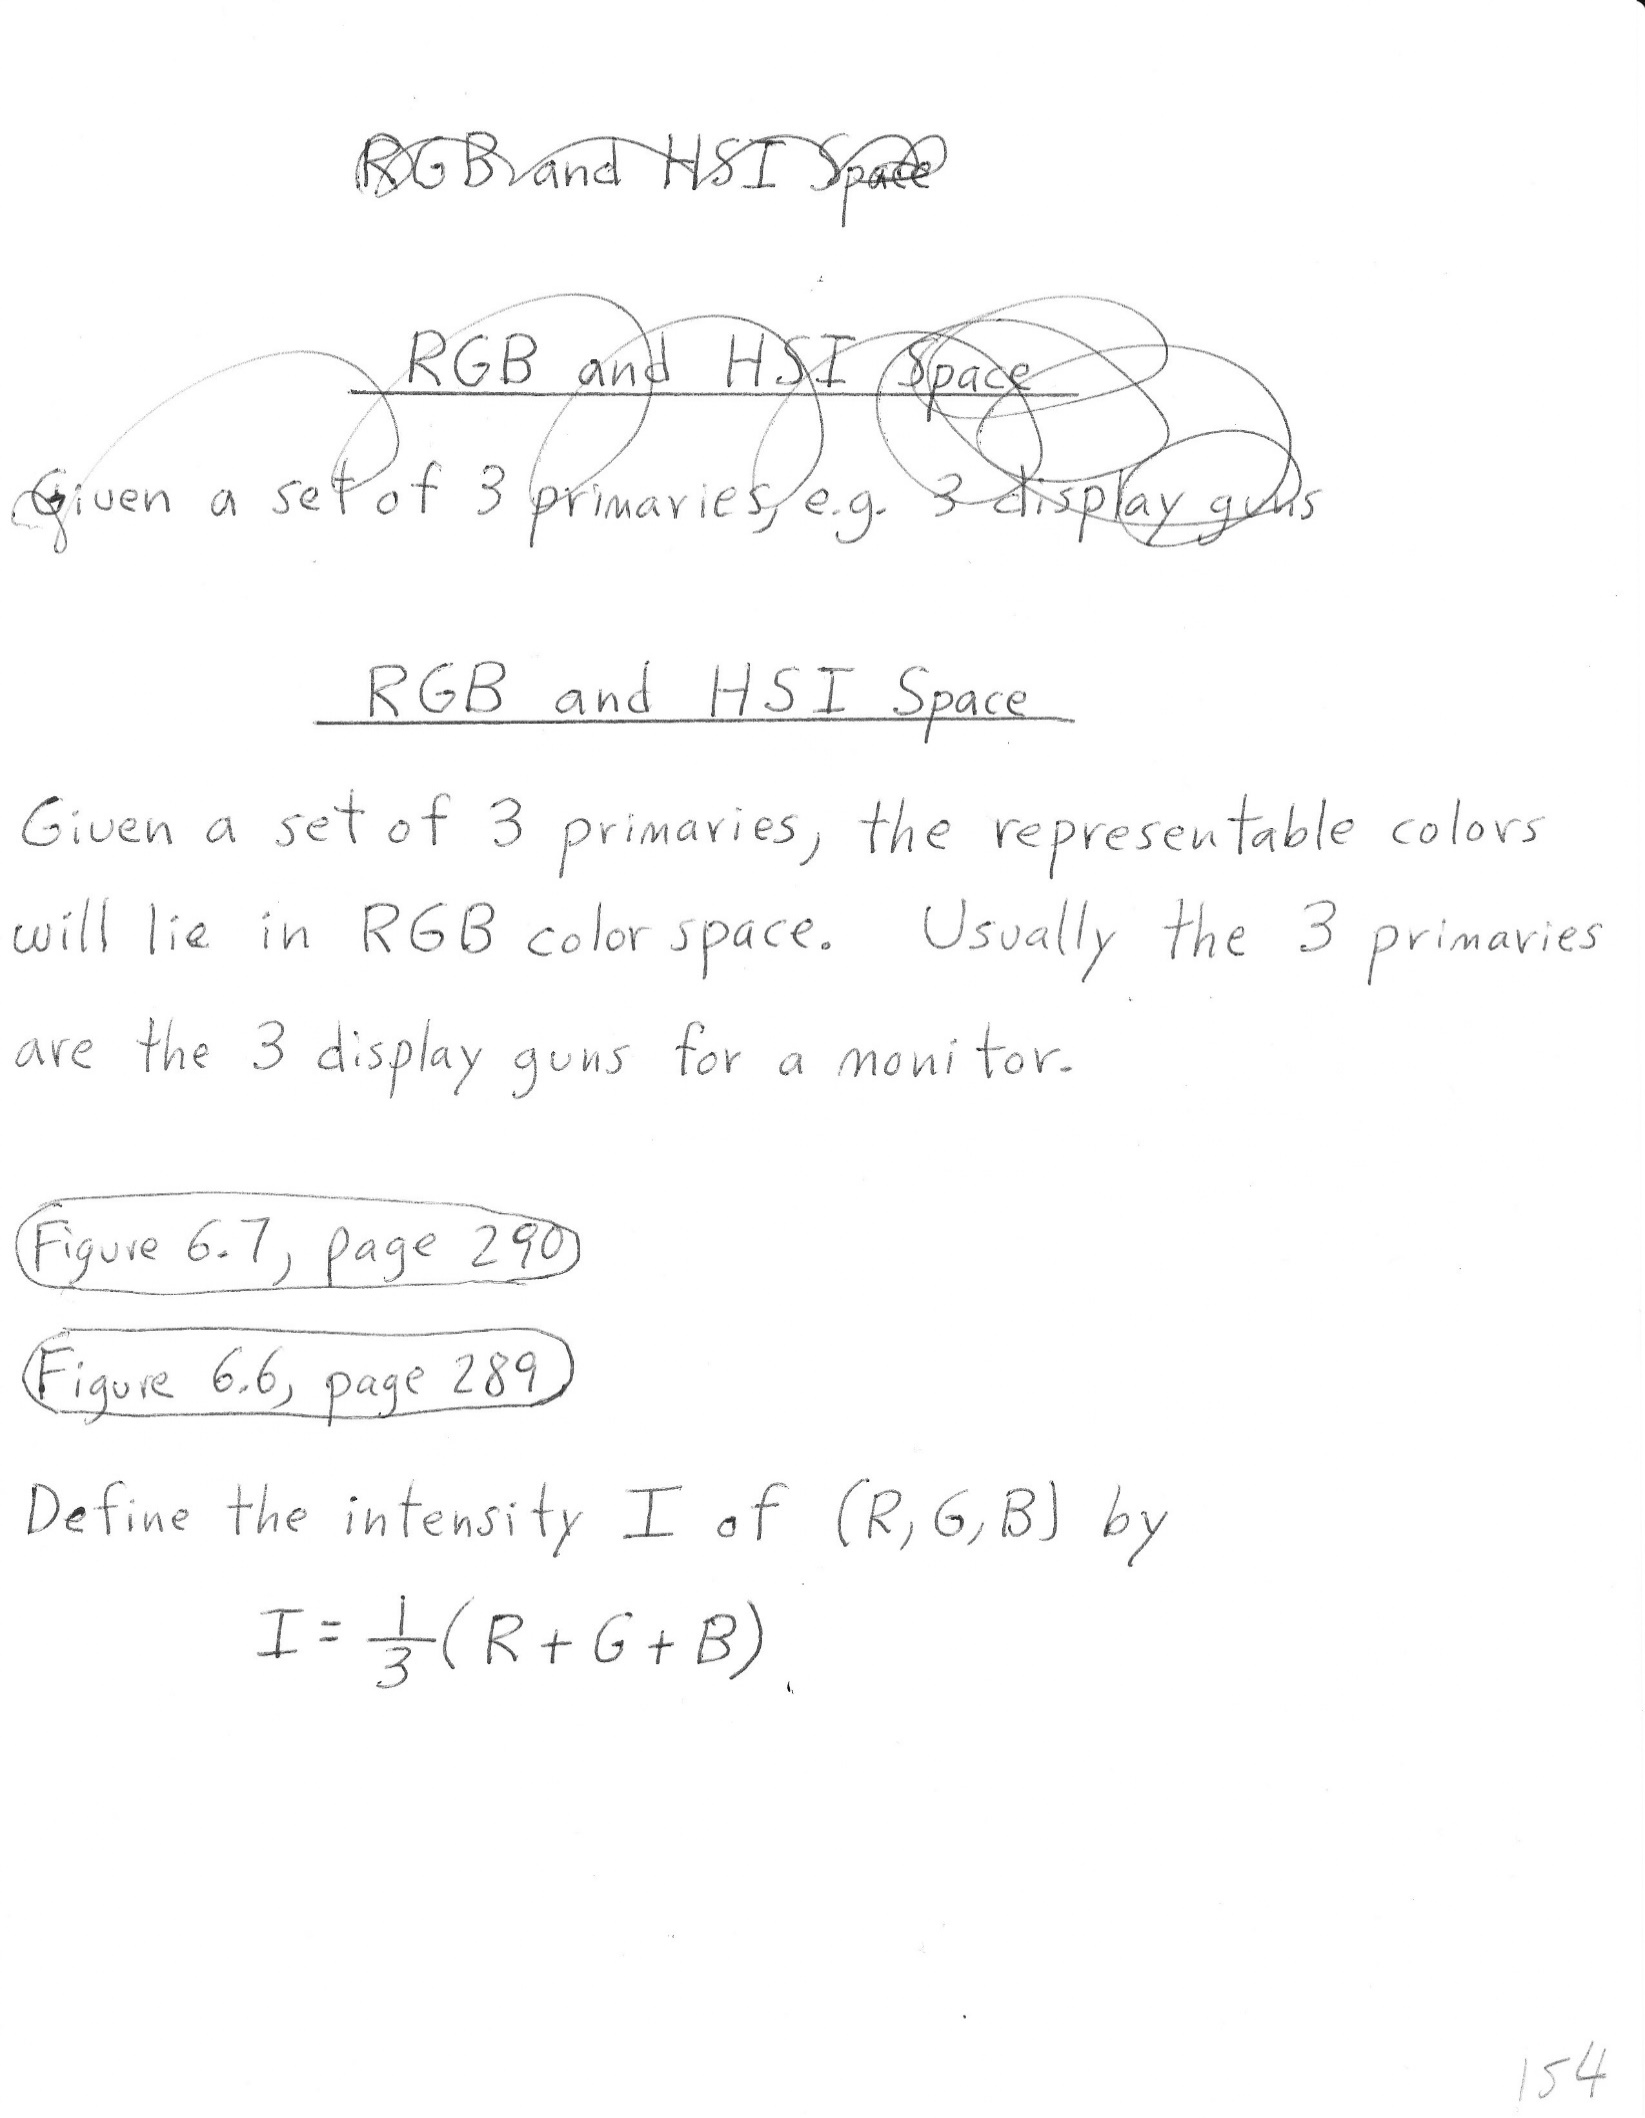 RGB and HSI Space
RGB and HSI Space
Given a set of 3 primaries, e.g. 3 display guns
RGB and HSI Space
Given a set of 3 primaries, the representable colors
will lie in RGB color space. Usually the 3 primaries
are the 3 display guns for a monitor.
Figure 6.7, page 290
Figure 6.6, page 289
Define the intensity I of (R, G, B) by
I = 1/3 (R + G + B).
154